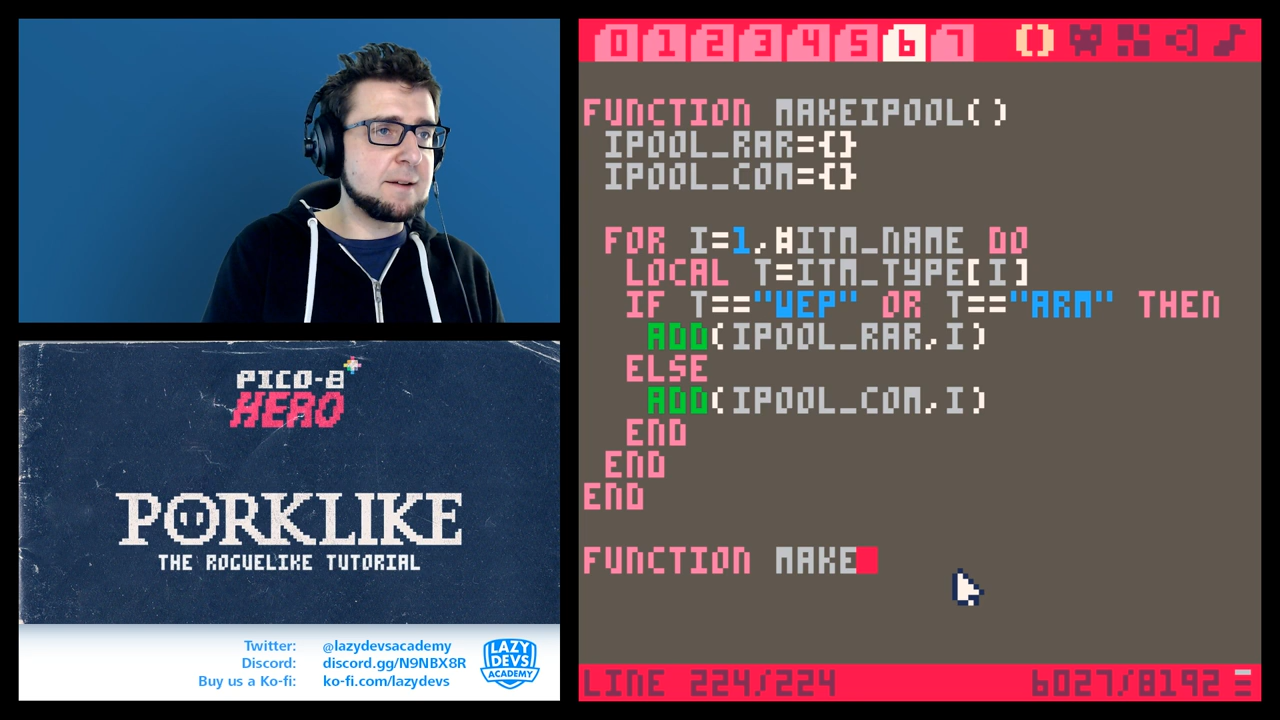 PICO-8
HERO
PORKLIKE
THE ROGUELIKE TUTORIAL
Twitter: @lazydevsacademy
Discord: discord.gg/N9NBX8R
Buy us a Ko-fi: ko-fi.com/lazydevs
LAZY
DEVS
ACADEMY
0 1 2 3 4 5 6 7 ()
FUNCTION MAKEIPOOL()
IPOOL_RAR={}
IPOOL_COM={}
FOR I=1,#ITM_NAME DO
LOCAL T=ITM_TYPE[I]
IF T=="WEP" OR T=="ARM" THEN
ADD(IPOOL_RAR,I)
ELSE
ADD(IPOOL_COM,I)
END
END
END
FUNCTION MAKE
LINE 224/224 6027/8192